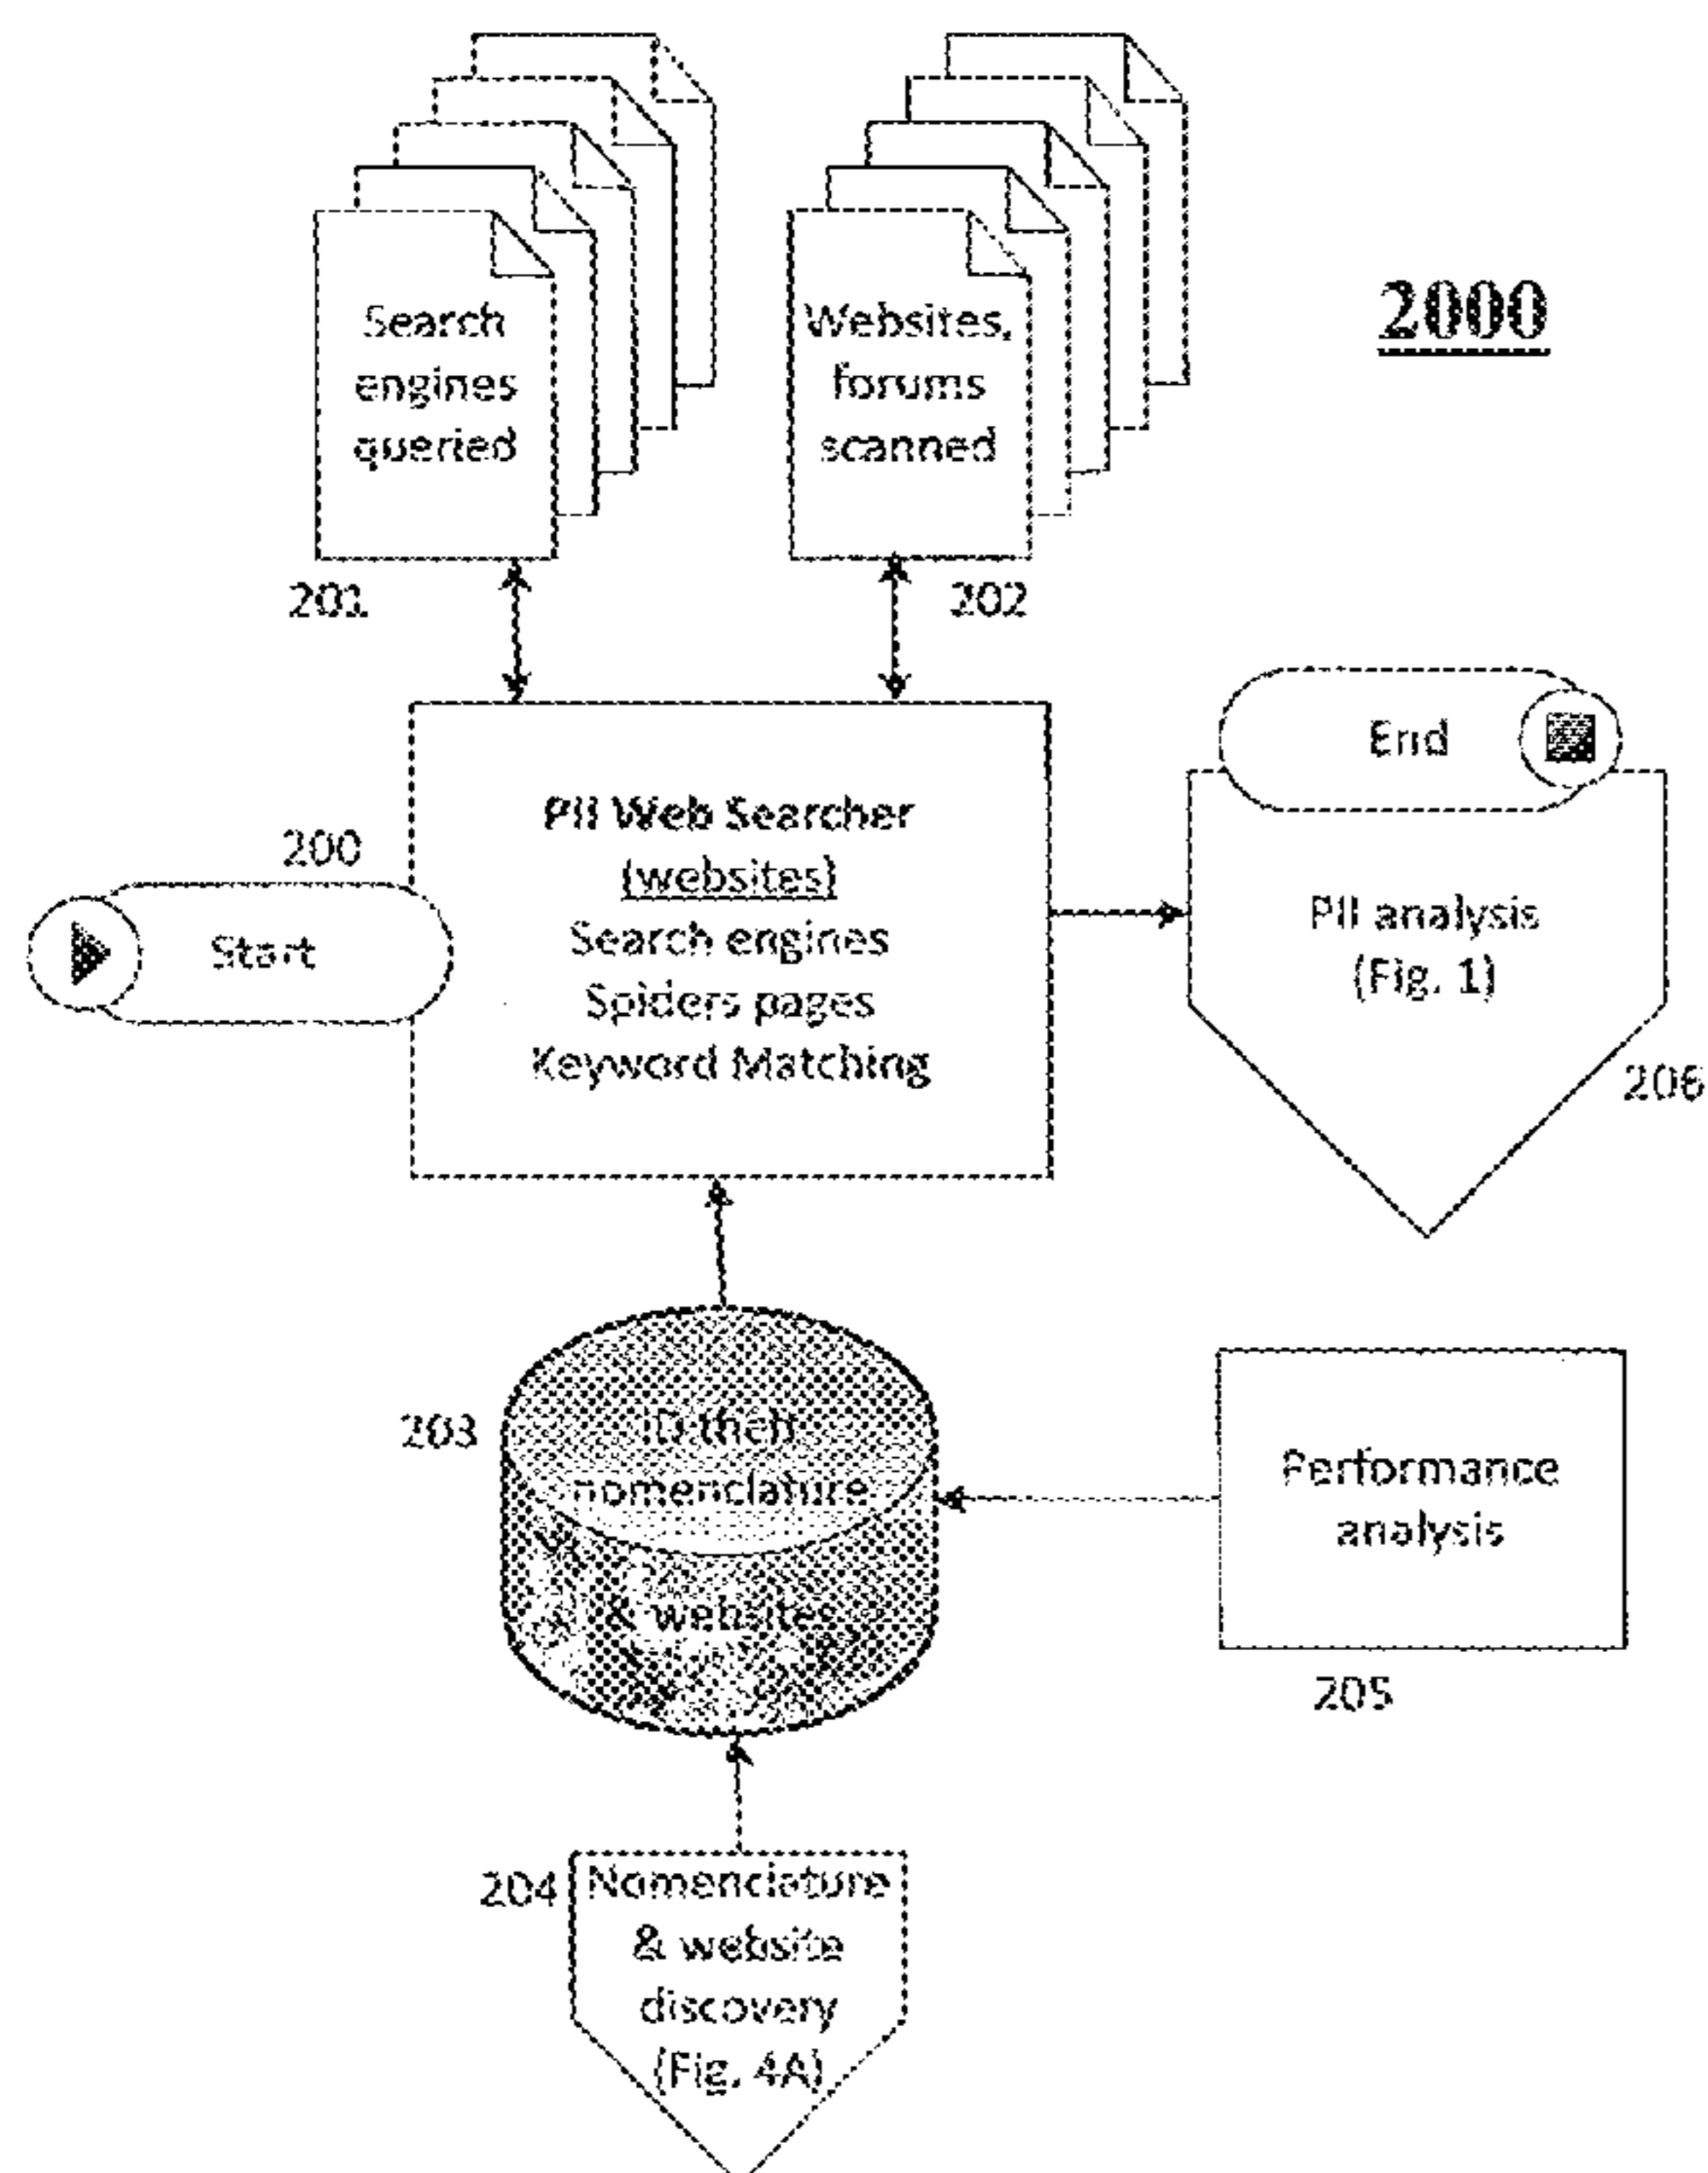 Search
engines
queried
Websites,
forums
scanned
2000
201
202
End
PII Web Searcher
(websites)
Search engines
Spiders pages
Keyword Matching
200
Start
PII analysis
(Fig. 1)
206
203
ID theft
nomenclature
& websites
Performance
analysis
205
204
Nomenclature
& website
discovery
(Fig. 4A)